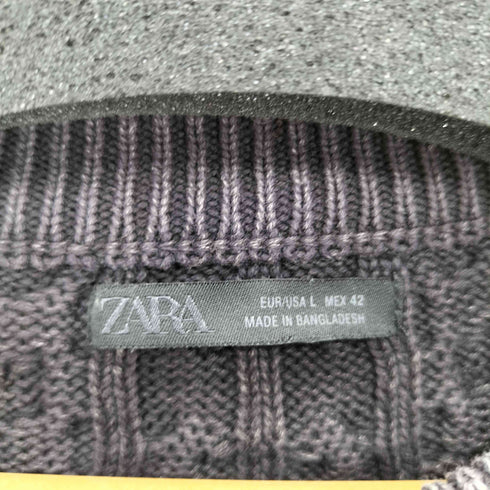 ZARA
EUR/USA L MEX 42
MADE IN BANGLADESH